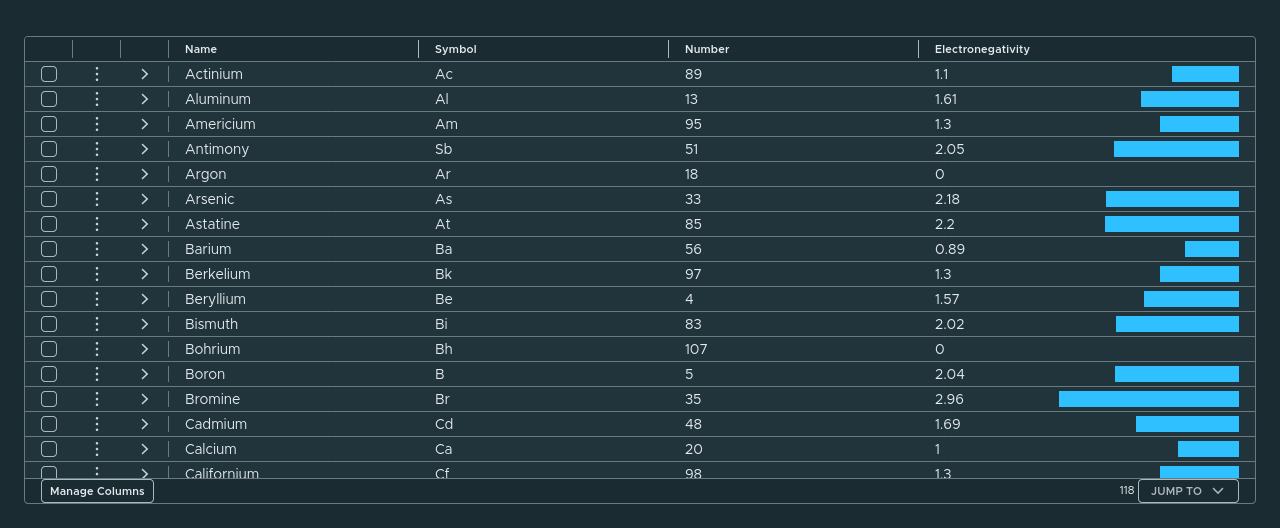 Name Symbol Number Electronegativity
Actinium Ac 89 1.1
Aluminum Al 13 1.61
Americium Am 95 1.3
Antimony Sb 51 2.05
Argon Ar 18 0
Arsenic As 33 2.18
Astatine At 85 2.2
Barium Ba 56 0.89
Berkelium Bk 97 1.3
Beryllium Be 4 1.57
Bismuth Bi 83 2.02
Bohrium Bh 107 0
Boron B 5 2.04
Bromine Br 35 2.96
Cadmium Cd 48 1.69
Calcium Ca 20 1
Californium Cf 98 1.3
Manage Columns 118 JUMP TO